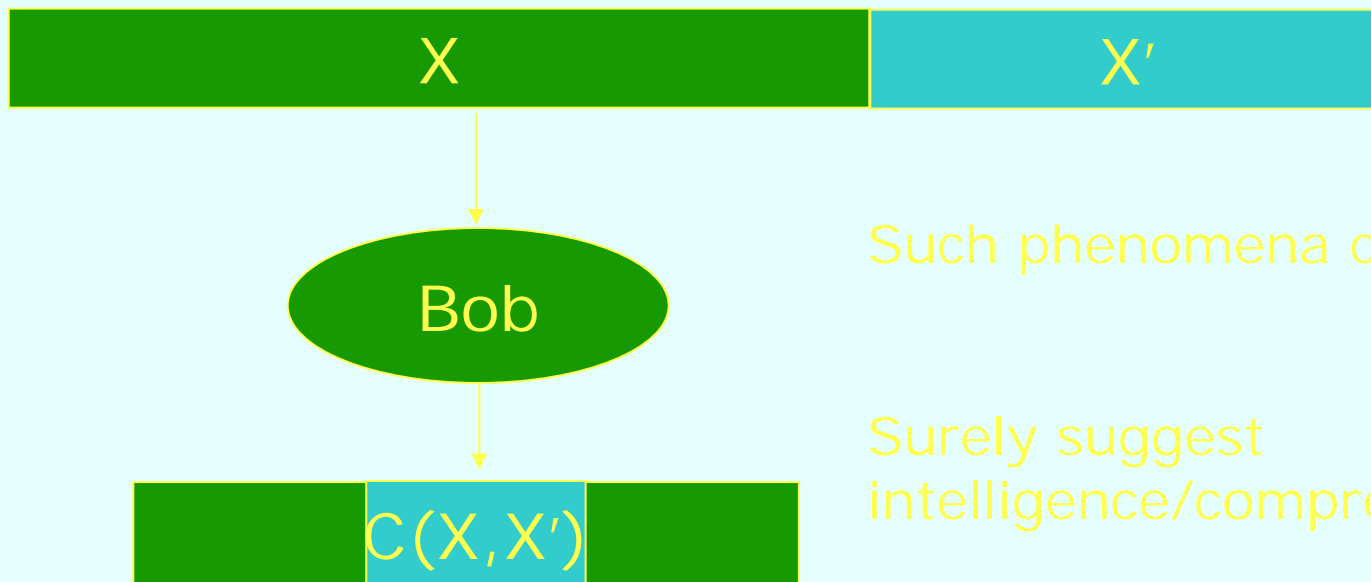 X
X′
Such phenomena
Bob
Surely suggest
C(X,X′)